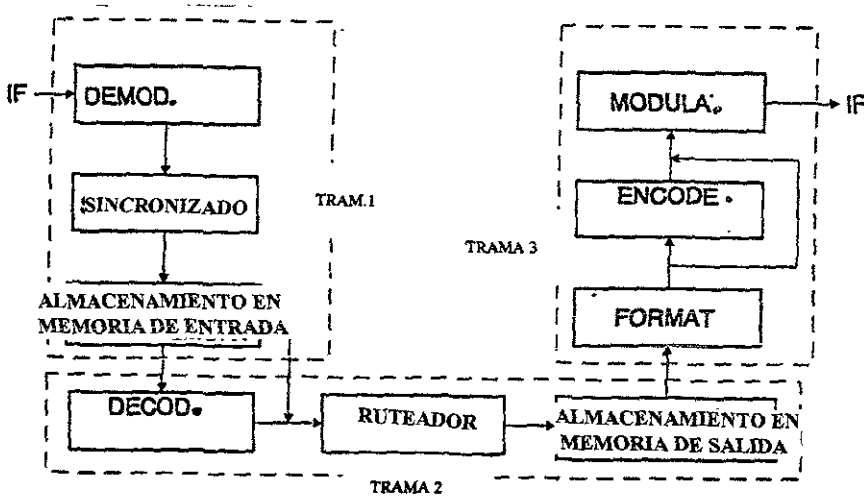 IF
DEMOD.
SINCRONIZADO
TRAM.1
ALMACENAMIENTO EN
MEMORIA DE ENTRADA
DECOD.
RUTEADOR
ALMACENAMIENTO EN
MEMORIA DE SALIDA
TRAMA 2
MODULA.
IF
ENCODE.
TRAMA 3
FORMAT